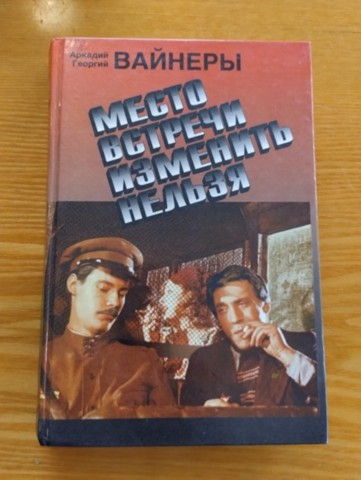 Аркадий
Георгий ВАЙНЕРЫ
МЕСТО
ВСТРЕЧИ
ИЗМЕНИТЬ
НЕЛЬЗЯ